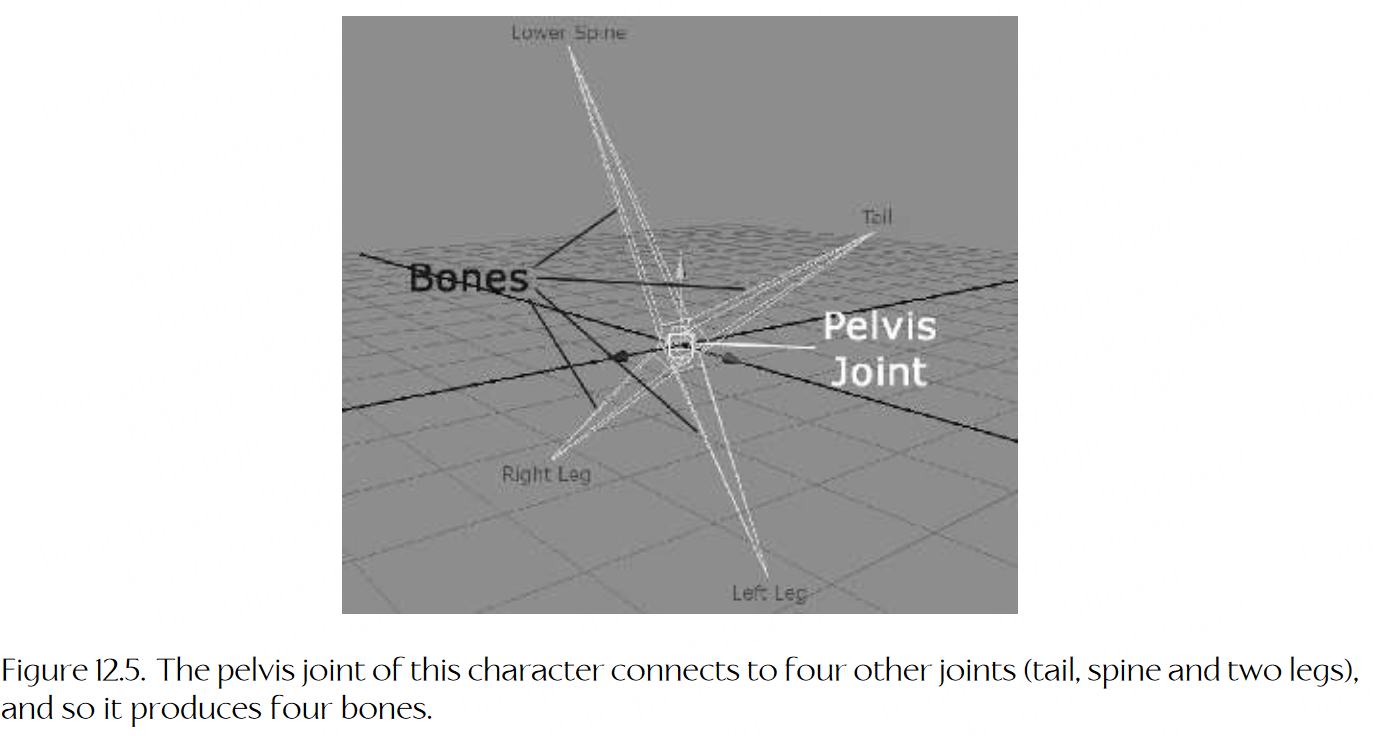 Lower Spine
Tail
Bones
Pelvis
Joint
Right Leg
Left Leg
Figure 12.5. The pelvis joint of this character connects to four other joints (tail, spine and two legs),
and so it produces four bones.